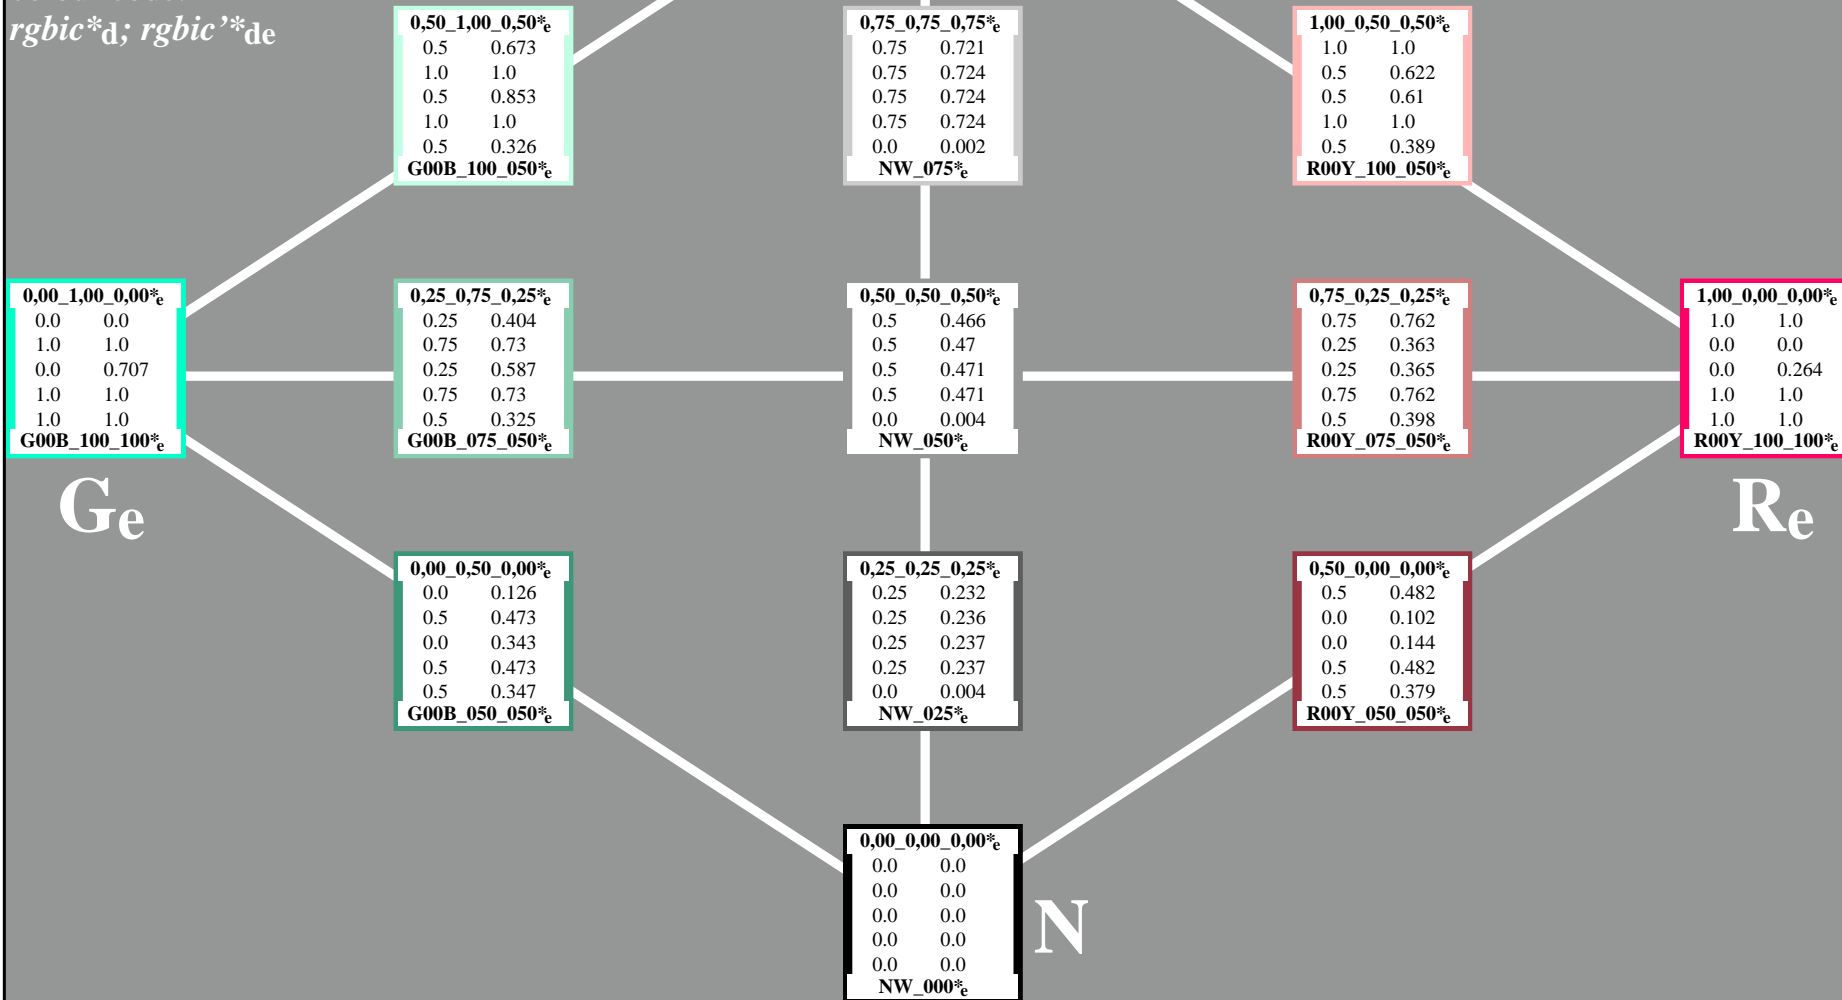 rgbic*d; rgbic’*de
0,50_1,00_0,50*e
0.5 0.673
1.0 1.0
0.5 0.853
1.0 1.0
0.5 0.326
G00B_100_050*e
0,75_0,75_0,75*e
0.75 0.721
0.75 0.724
0.75 0.724
0.75 0.724
0.0 0.002
NW_075*e
1,00_0,50_0,50*e
1.0 1.0
0.5 0.622
0.5 0.61
1.0 1.0
0.5 0.389
R00Y_100_050*e
0,00_1,00_0,00*e
0.0 0.0
1.0 1.0
0.0 0.707
1.0 1.0
1.0 1.0
G00B_100_100*e
Ge
0,25_0,75_0,25*e
0.25 0.404
0.75 0.73
0.25 0.587
0.75 0.73
0.5 0.325
G00B_075_050*e
0,50_0,50_0,50*e
0.5 0.466
0.5 0.47
0.5 0.471
0.5 0.471
0.0 0.004
NW_050*e
0,75_0,25_0,25*e
0.75 0.762
0.25 0.363
0.25 0.365
0.75 0.762
0.5 0.398
R00Y_075_050*e
1,00_0,00_0,00*e
1.0 1.0
0.0 0.0
0.0 0.264
1.0 1.0
1.0 1.0
R00Y_100_100*e
Re
0,00_0,50_0,00*e
0.0 0.126
0.5 0.473
0.0 0.343
0.5 0.473
0.5 0.347
G00B_050_050*e
0,25_0,25_0,25*e
0.25 0.232
0.25 0.236
0.25 0.237
0.25 0.237
0.0 0.004
NW_025*e
0,50_0,00_0,00*e
0.5 0.482
0.0 0.102
0.0 0.144
0.5 0.482
0.5 0.379
R00Y_050_050*e
0,00_0,00_0,00*e
0.0 0.0
0.0 0.0
0.0 0.0
0.0 0.0
0.0 0.0
NW_000*e
N